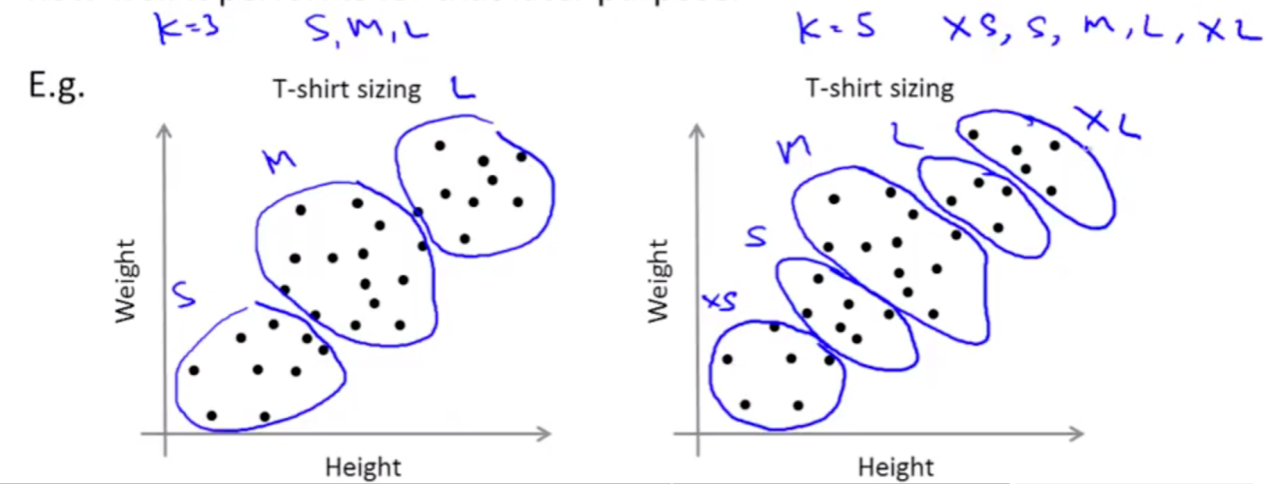 K=3 S, M, L
K=5 XS, S, M, L, XL
E.g.
T-shirt sizing
L
M
S
Weight
Height
T-shirt sizing
XL
L
M
S
XS
Weight
Height